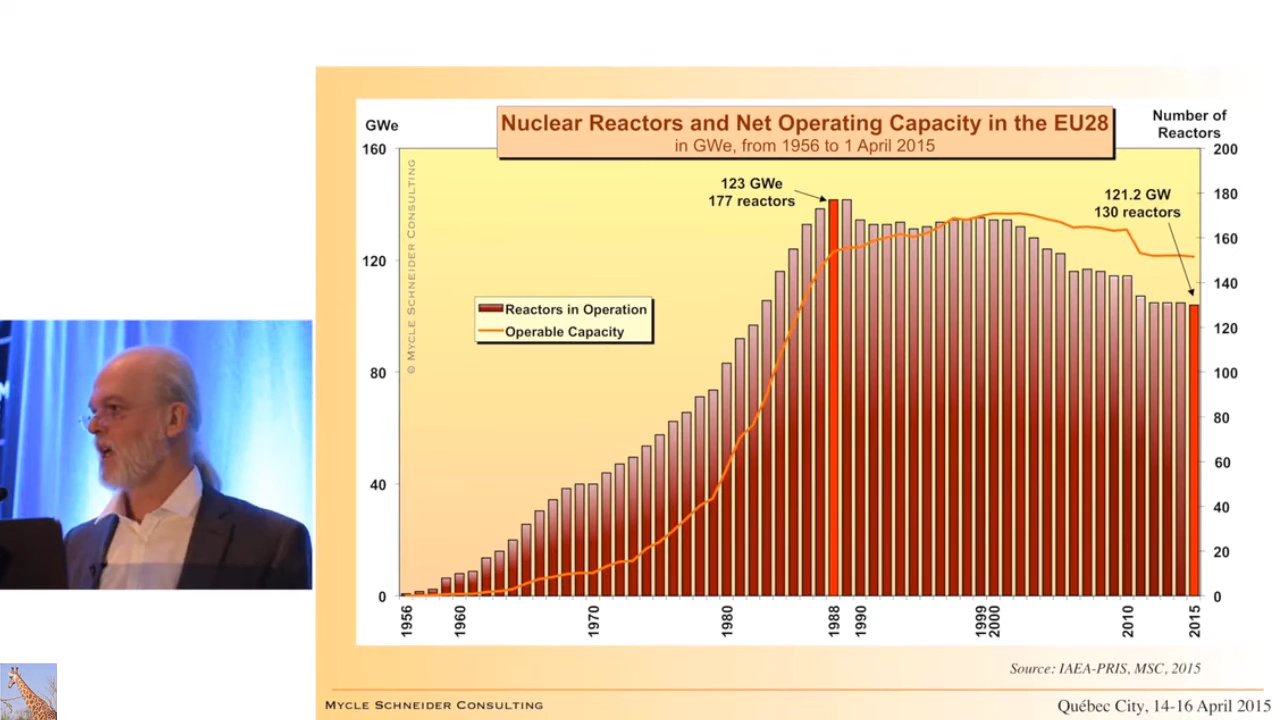 Nuclear Reactors and Net Operating Capacity in the EU28
in GWe, from 1956 to 1 April 2015
GWe
Number of
Reactors
160
120
80
40
0
200
180
160
140
120
100
80
60
40
20
0
© MYCLE SCHNEIDER CONSULTING
123 GWe
177 reactors
121.2 GW
130 reactors
Reactors in Operation
Operable Capacity
1956
1960
1970
1980
1988
1990
1999
2000
2010
2015
Source: IAEA-PRIS, MSC, 2015
MYCLE SCHNEIDER CONSULTING
Québec City, 14-16 April 2015